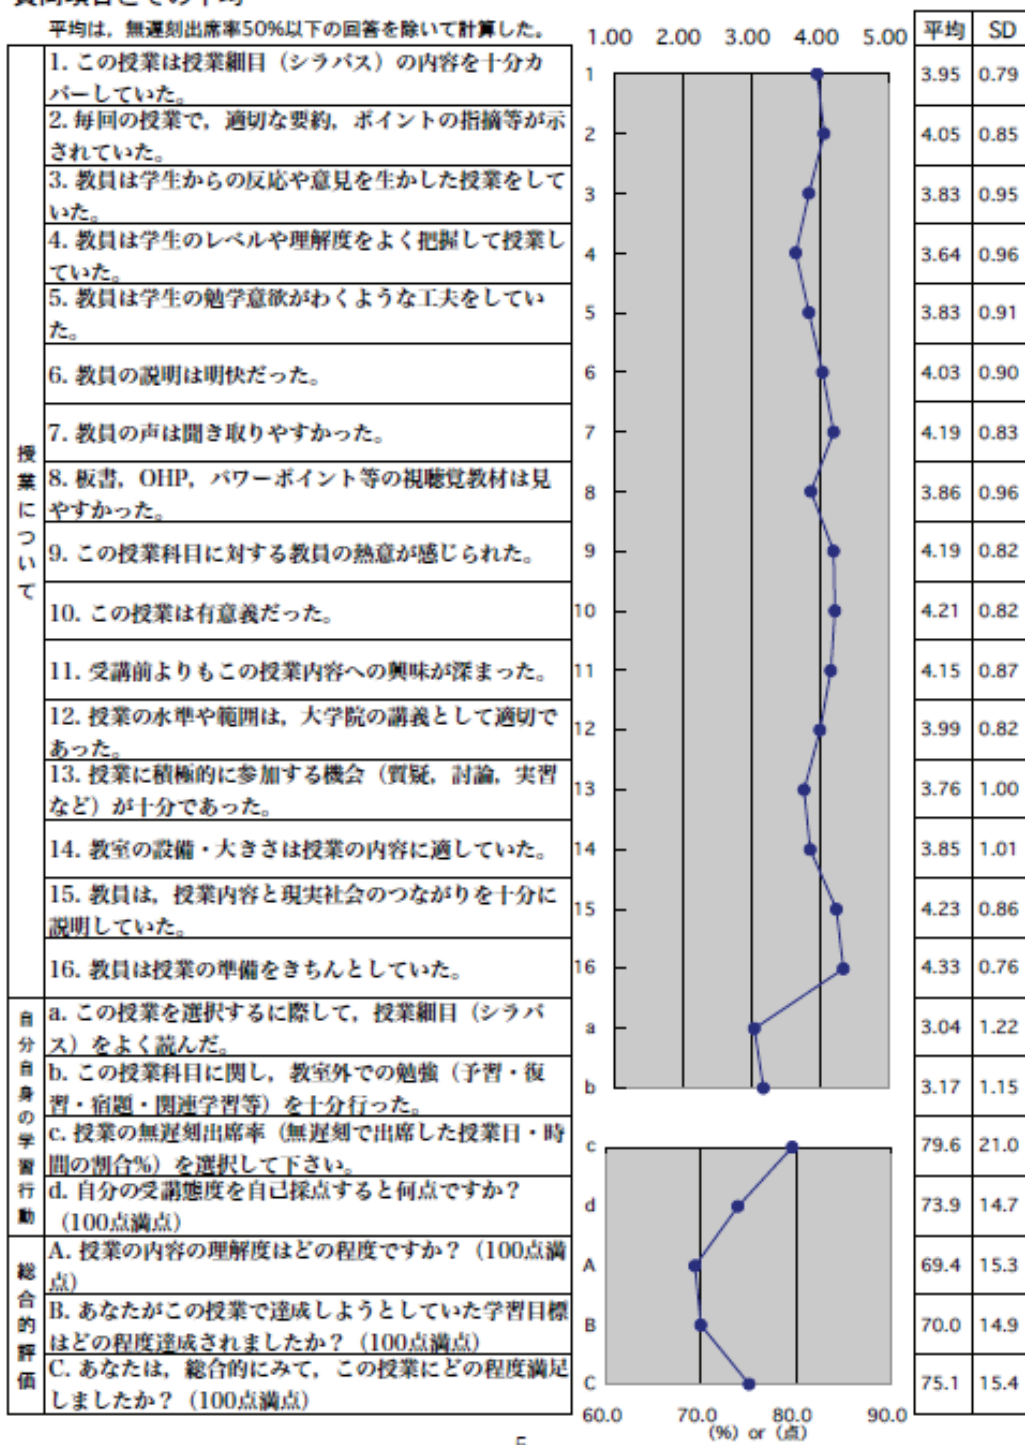 平均は，無遅刻出席率50%以下の回答を除いて計算した。
1.00 2.00 3.00 4.00 5.00 平均 SD
授業について
1. この授業は授業細目（シラバス）の内容を十分カ
バーしていた。
1 3.95 0.79
2. 毎回の授業で，適切な要約，ポイントの指摘等が示
されていた。
2 4.05 0.85
3. 教員は学生からの反応や意見を生かした授業をして
いた。
3 3.83 0.95
4. 教員は学生のレベルや理解度をよく把握して授業し
ていた。
4 3.64 0.96
5. 教員は学生の勉学意欲がわくような工夫をしてい
た。
5 3.83 0.91
6. 教員の説明は明快だった。
6 4.03 0.90
7. 教員の声は聞き取りやすかった。
7 4.19 0.83
8. 板書，OHP，パワーポイント等の視聴覚教材は見
やすかった。
8 3.86 0.96
9. この授業科目に対する教員の熱意が感じられた。
9 4.19 0.82
10. この授業は有意義だった。
10 4.21 0.82
11. 受講前よりもこの授業内容への興味が深まった。
11 4.15 0.87
12. 授業の水準や範囲は，大学院の講義として適切で
あった。
12 3.99 0.82
13. 授業に積極的に参加する機会（質疑，討論，実習
など）が十分であった。
13 3.76 1.00
14. 教室の設備・大きさは授業の内容に適していた。
14 3.85 1.01
15. 教員は，授業内容と現実社会のつながりを十分に
説明していた。
15 4.23 0.86
16. 教員は授業の準備をきちんとしていた。
16 4.33 0.76
自分自身の学習行動
a. この授業を選択するに際して，授業細目（シラバ
ス）をよく読んだ。
a 3.04 1.22
b. この授業科目に関し，教室外での勉強（予習・復
習・宿題・関連学習等）を十分行った。
b 3.17 1.15
c. 授業の無遅刻出席率（無遅刻で出席した授業日・時
間の割合%）を選択して下さい。
c 79.6 21.0
d. 自分の受講態度を自己採点すると何点ですか？
（100点満点）
d 73.9 14.7
総合的評価
A. 授業の内容の理解度はどの程度ですか？（100点満
点）
A 69.4 15.3
B. あなたがこの授業で達成しようとしていた学習目標
はどの程度達成されましたか？（100点満点）
B 70.0 14.9
C. あなたは，総合的にみて，この授業にどの程度満足
しましたか？（100点満点）
C 75.1 15.4
60.0 70.0 80.0 90.0
(%) or (点)